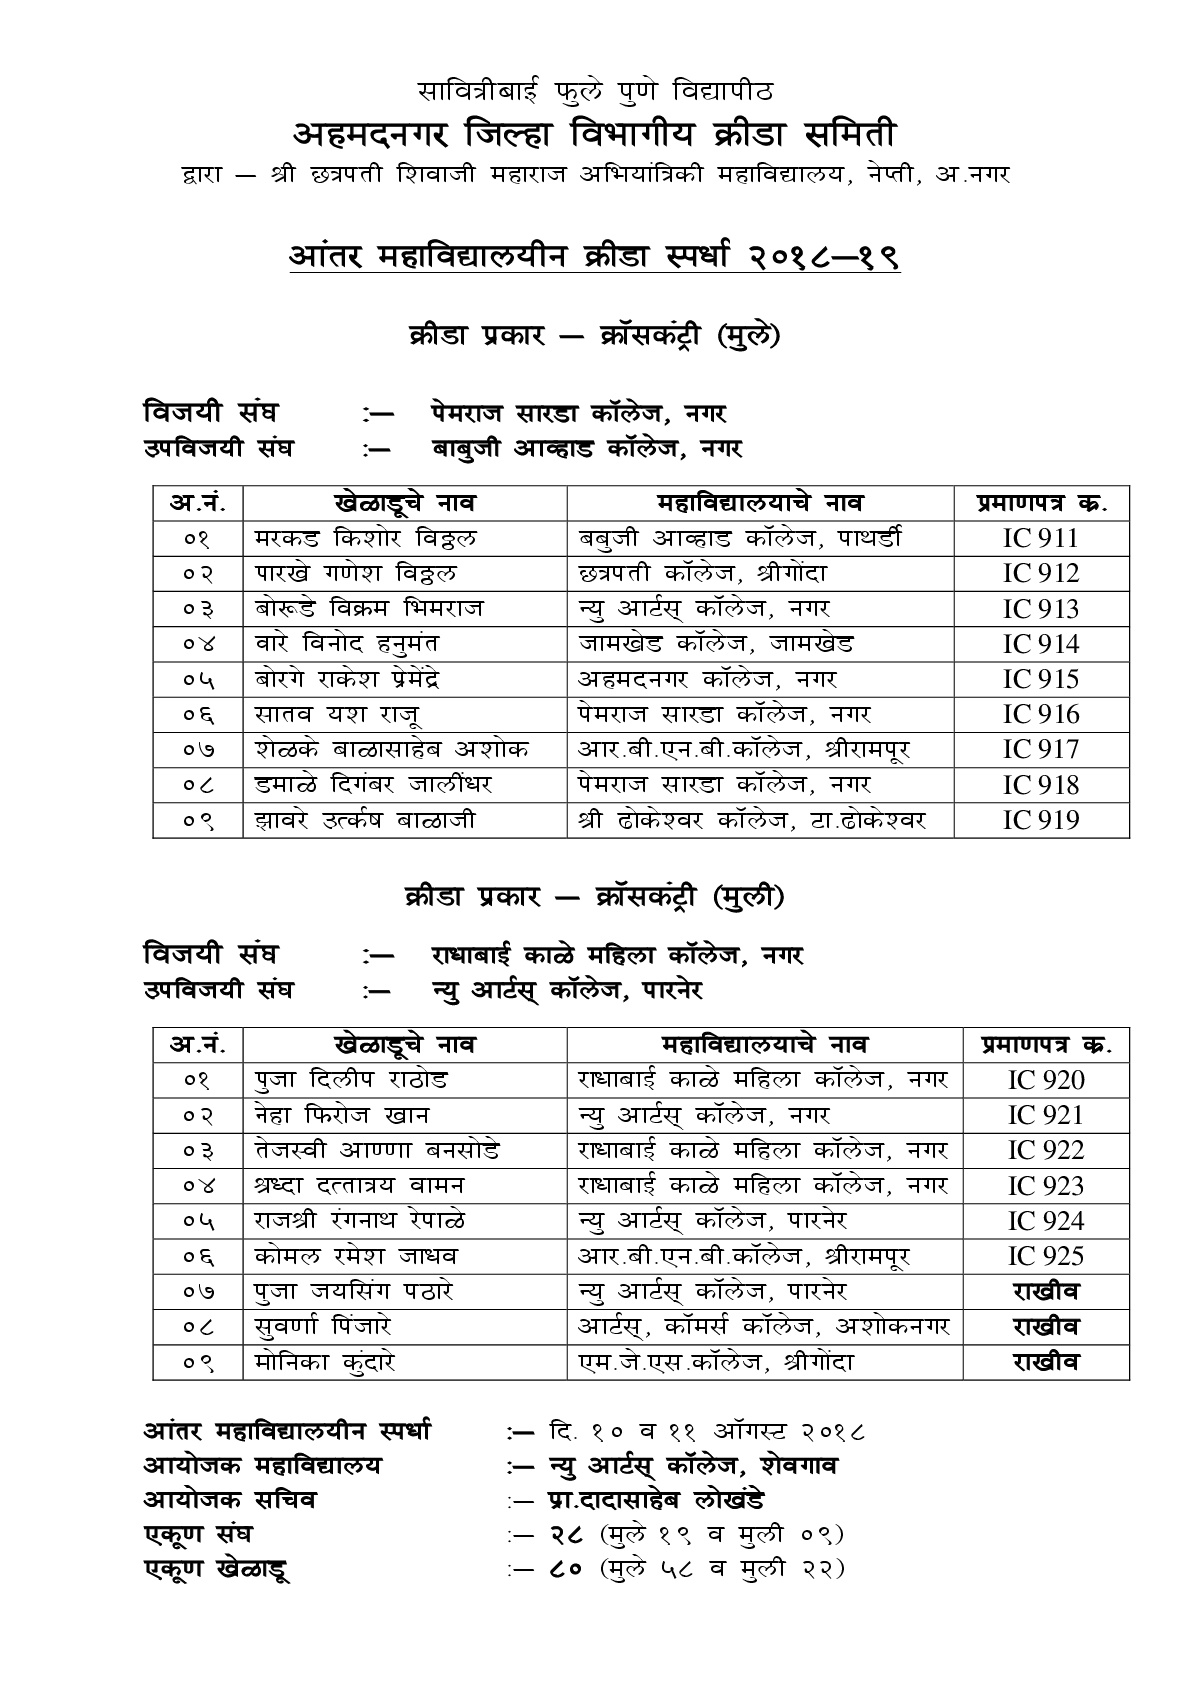 सावित्रीबाई फुले पुणे विद्यापीठ
अहमदनगर जिल्हा विभागीय क्रीडा समिती
द्वारा — श्री छत्रपती शिवाजी महाराज अभियांत्रिकी महाविद्यालय, नेप्ती, अ.नगर
आंतर महाविद्यालयीन क्रीडा स्पर्धा २०१८—१९
क्रीडा प्रकार — क्रॉसकंट्री (मुले)
विजयी संघ :— पेमराज सारडा कॉलेज, नगर
उपविजयी संघ :— बाबुजी आव्हाड कॉलेज, नगर
अ.नं. खेळाडूचे नाव महाविद्यालयाचे नाव प्रमाणपत्र क्र.
०१ मरकड किशोर विठ्ठल बबुजी आव्हाड कॉलेज, पाथर्डी IC 911
०२ पारखे गणेश विठ्ठल छत्रपती कॉलेज, श्रीगोंदा IC 912
०३ बोरूडे विक्रम भिमराज न्यु आर्टस् कॉलेज, नगर IC 913
०४ वारे विनोद हनुमंत जामखेड कॉलेज, जामखेड IC 914
०५ बोरगे राकेश प्रेमेंद्रे अहमदनगर कॉलेज, नगर IC 915
०६ सातव यश राजू पेमराज सारडा कॉलेज, नगर IC 916
०७ शेळके बाळासाहेब अशोक आर.बी.एन.बी.कॉलेज, श्रीरामपूर IC 917
०८ डमाळे दिगंबर जालींधर पेमराज सारडा कॉलेज, नगर IC 918
०९ झावरे उत्कर्ष बाळाजी श्री ढोकेश्वर कॉलेज, टा.ढोकेश्वर IC 919
क्रीडा प्रकार — क्रॉसकंट्री (मुली)
विजयी संघ :— राधाबाई काळे महिला कॉलेज, नगर
उपविजयी संघ :— न्यु आर्टस् कॉलेज, पारनेर
अ.नं. खेळाडूचे नाव महाविद्यालयाचे नाव प्रमाणपत्र क्र.
०१ पुजा दिलीप राठोड राधाबाई काळे महिला कॉलेज, नगर IC 920
०२ नेहा फिरोज खान न्यु आर्टस् कॉलेज, नगर IC 921
०३ तेजस्वी आण्णा बनसोडे राधाबाई काळे महिला कॉलेज, नगर IC 922
०४ श्रध्दा दत्तात्रय वामन राधाबाई काळे महिला कॉलेज, नगर IC 923
०५ राजश्री रंगनाथ रेपाळे न्यु आर्टस् कॉलेज, पारनेर IC 924
०६ कोमल रमेश जाधव आर.बी.एन.बी.कॉलेज, श्रीरामपूर IC 925
०७ पुजा जयसिंग पठारे न्यु आर्टस् कॉलेज, पारनेर राखीव
०८ सुवर्णा पिंजारे आर्टस्, कॉमर्स कॉलेज, अशोकनगर राखीव
०९ मोनिका कुंदारे एम.जे.एस.कॉलेज, श्रीगोंदा राखीव
आंतर महाविद्यालयीन स्पर्धा :— दि. १० व ११ ऑगस्ट २०१८
आयोजक महाविद्यालय :— न्यु आर्टस् कॉलेज, शेवगाव
आयोजक सचिव :— प्रा.दादासाहेब लोखंडे
एकूण संघ :— २८ (मुले १९ व मुली ०९)
एकूण खेळाडू :— ८० (मुले ५८ व मुली २२)